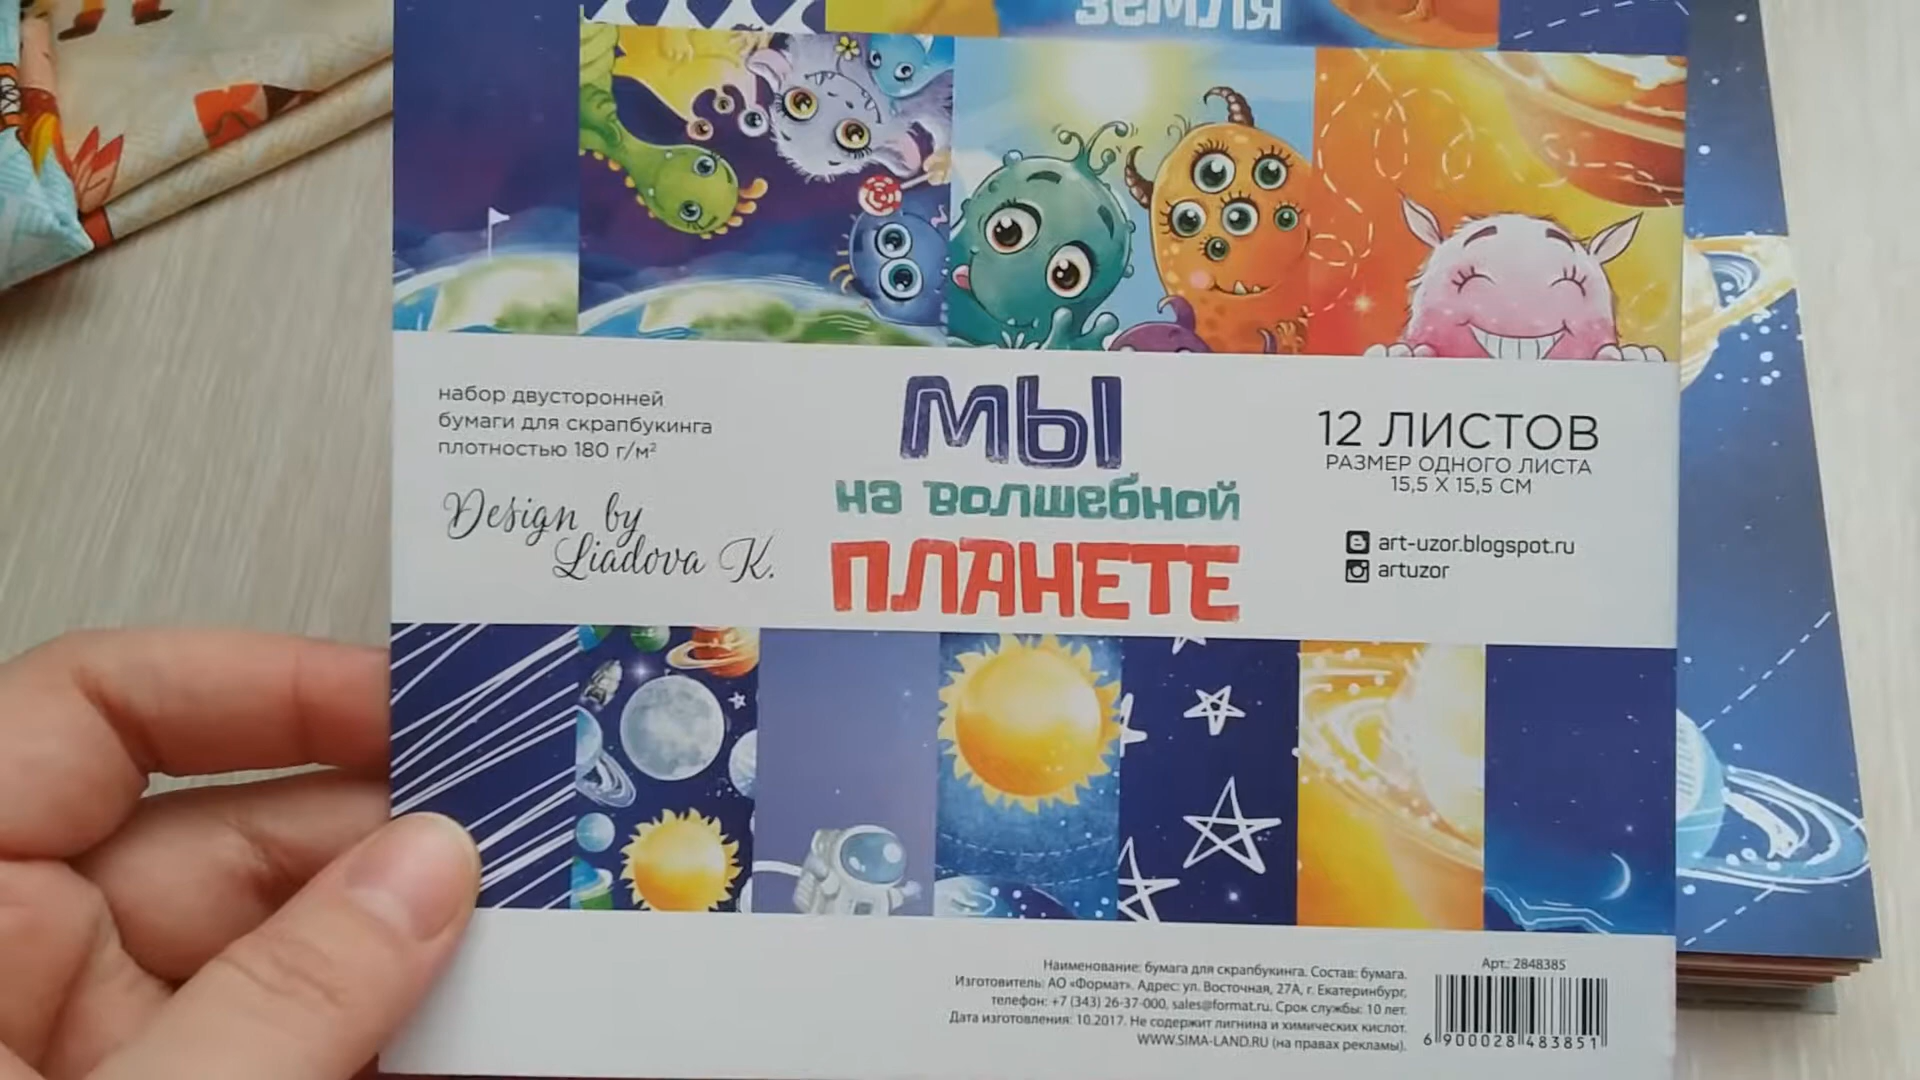 земля
набор двусторонней
бумаги для скрапбукинга
плотностью 180 г/м²
Design by
Liadova K.
мы
на волшебной
ПЛАНЕТЕ
12 ЛИСТОВ
РАЗМЕР ОДНОГО ЛИСТА
15,5 X 15,5 СМ
art-uzor.blogspot.ru
artuzor
Наименование: бумага для скрапбукинга. Состав: бумага.
Изготовитель: АО «Формат». Адрес: ул. Восточная, 27А, г. Екатеринбург,
телефон: +7 (343) 26-37-000, sales@format.ru. Срок службы: 10 лет.
Дата изготовления: 10.2017. Не содержит лигнина и химических кислот.
WWW.SIMA-LAND.RU (на правах рекламы).
Арт.: 2848385
6 900028 483851